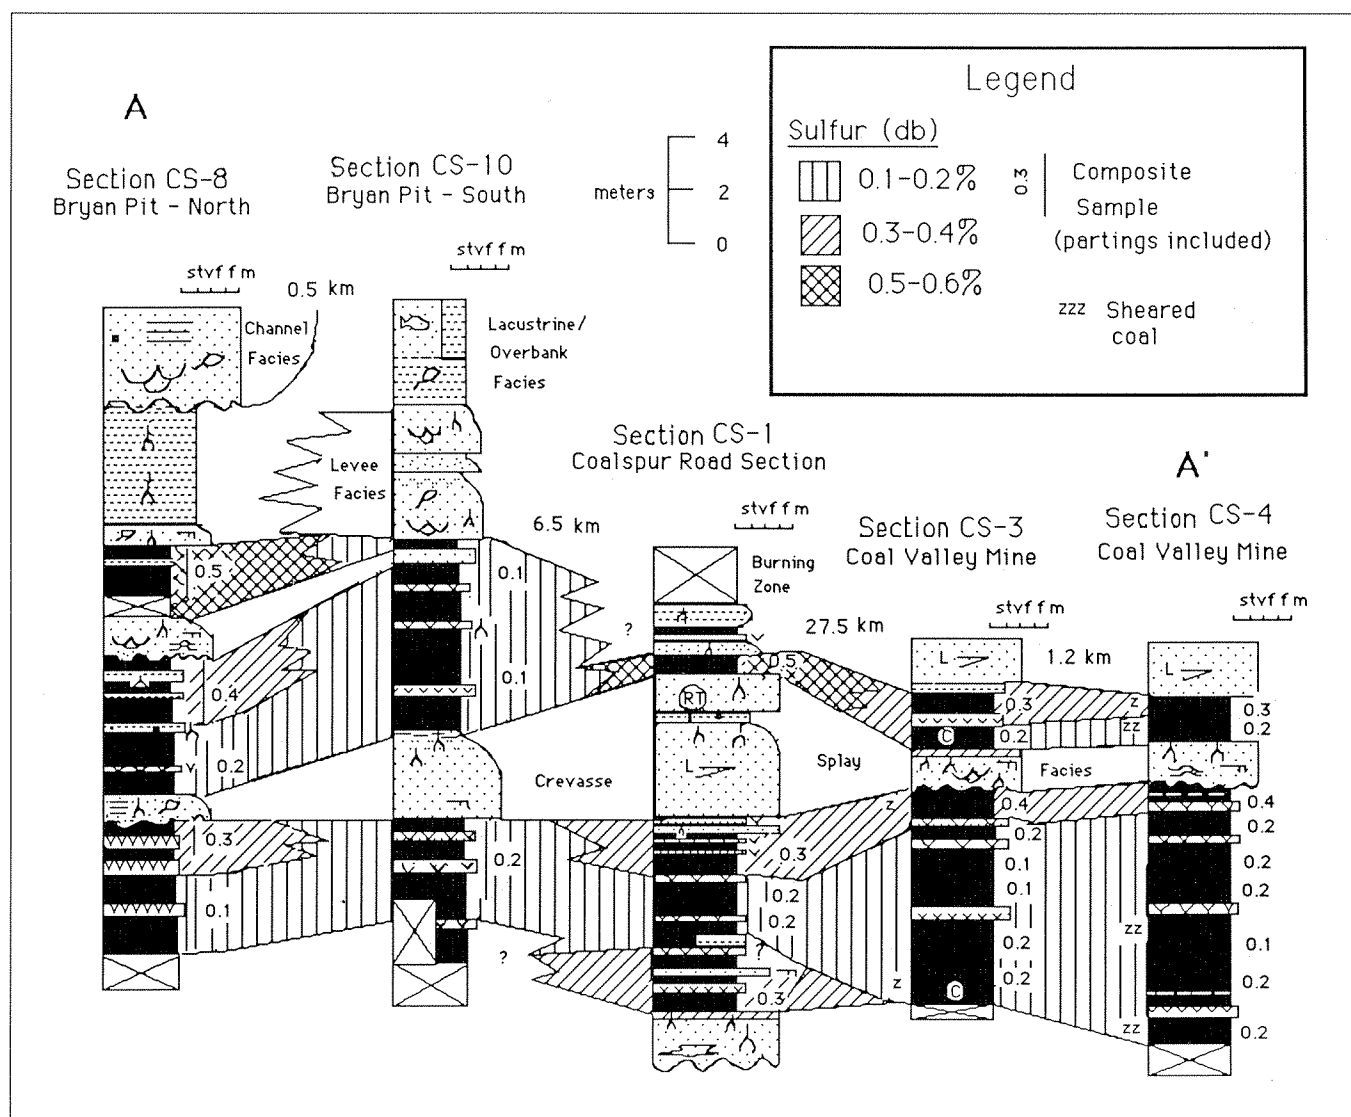 Legend
Sulfur (db)
0.1-0.2%
0.3-0.4%
0.5-0.6%
0.3
Composite
Sample
(partings included)
zzz Sheared
coal
4
meters 2
0
A
Section CS-8
Bryan Pit - North
stvf f m
0.5 km
Channel
Facies
Section CS-10
Bryan Pit - South
stvf f m
Lacustrine/
Overbank
Facies
Levee
Facies
6.5 km
Section CS-1
Coalspur Road Section
stvf f m
Burning
Zone
27.5 km
A'
Section CS-3
Coal Valley Mine
stvf f m
1.2 km
Section CS-4
Coal Valley Mine
stvf f m
0.5
0.4
0.2
0.3
0.1
0.1
0.1
0.2
?
?
Crevasse
Splay
Facies
0.5
RT
L
0.3
0.2
0.2
?
0.3
z
z
L
0.3
C
0.2
0.4
0.2
0.1
0.1
0.2
0.2
C
z
zz
zz
zz
L
0.3
0.2
0.4
0.2
0.2
0.2
0.1
0.2
0.2